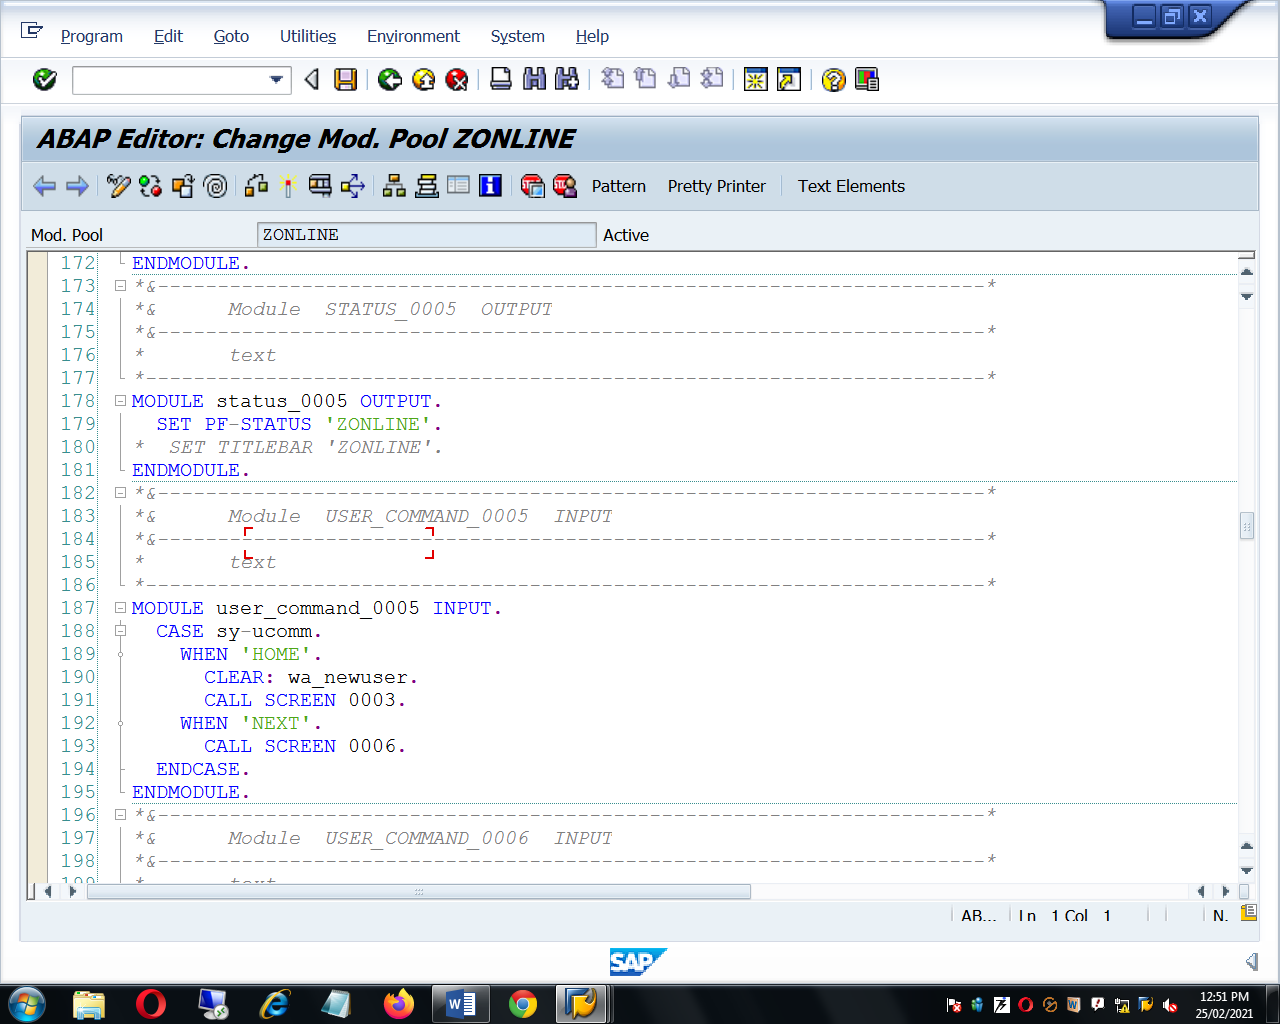 Program Edit Goto Utilities Environment System Help
ABAP Editor: Change Mod. Pool ZONLINE
Pattern Pretty Printer Text Elements
Mod. Pool ZONLINE Active
172 ENDMODULE.
173 *&---------------------------------------------------------------------*
174 *&      Module  STATUS_0005  OUTPUT
175 *&---------------------------------------------------------------------*
176 *       text
177 *----------------------------------------------------------------------*
178 MODULE status_0005 OUTPUT.
179   SET PF-STATUS 'ZONLINE'.
180 *  SET TITLEBAR 'ZONLINE'.
181 ENDMODULE.
182 *&---------------------------------------------------------------------*
183 *&      Module  USER_COMMAND_0005  INPUT
184 *&---------------------------------------------------------------------*
185 *       text
186 *----------------------------------------------------------------------*
187 MODULE user_command_0005 INPUT.
188   CASE sy-ucomm.
189     WHEN 'HOME'.
190       CLEAR: wa_newuser.
191       CALL SCREEN 0003.
192     WHEN 'NEXT'.
193       CALL SCREEN 0006.
194   ENDCASE.
195 ENDMODULE.
196 *&---------------------------------------------------------------------*
197 *&      Module  USER_COMMAND_0006  INPUT
198 *&---------------------------------------------------------------------*
199 *       text
AB... Ln 1 Col 1 N.
SAP
12:51 PM
25/02/2021